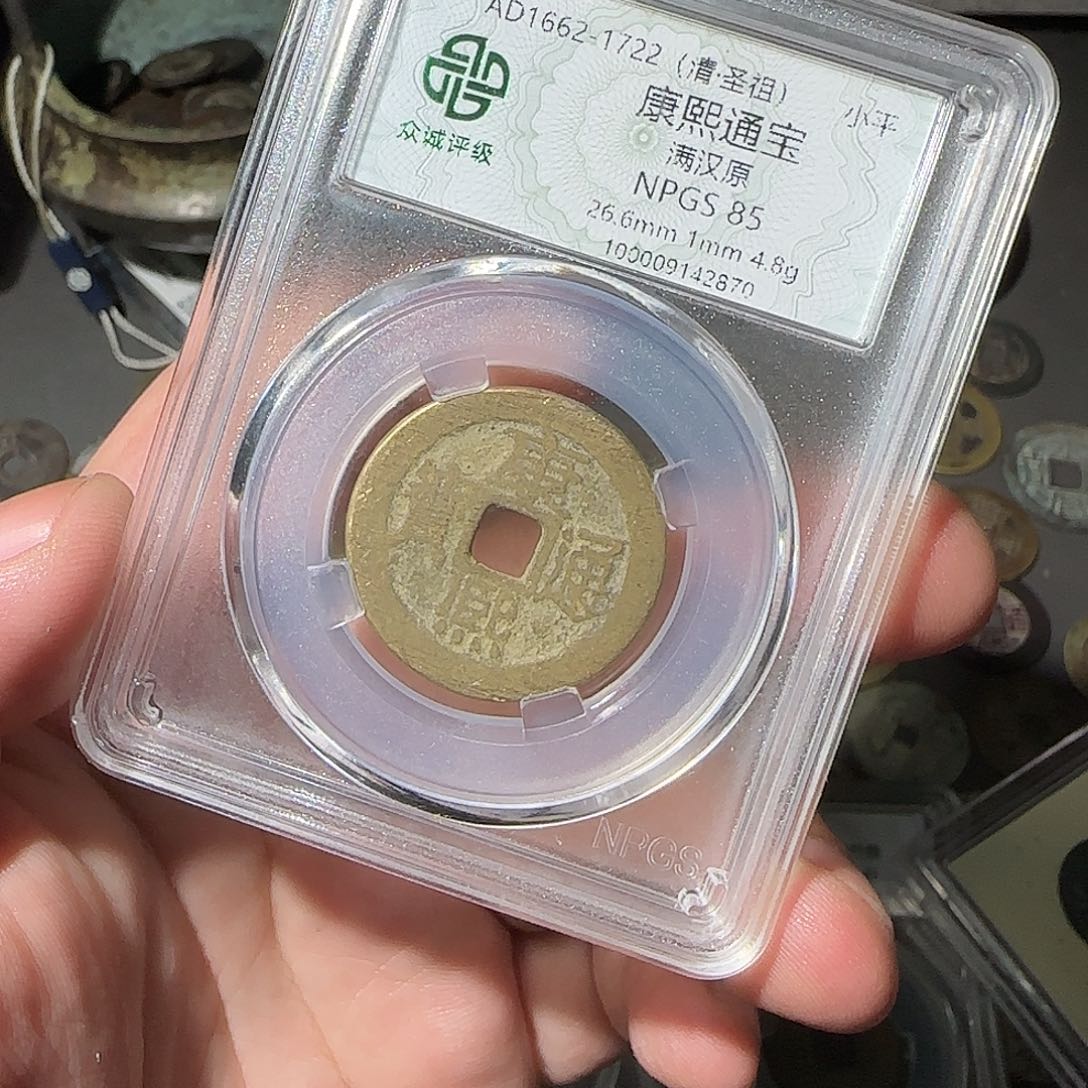 AD1662-1722（清·圣祖）
康熙通宝
小平
满汉原
NPGS 85
26.6mm 1mm 4.8g
100009142870
众诚评级
康熙通
NPGS